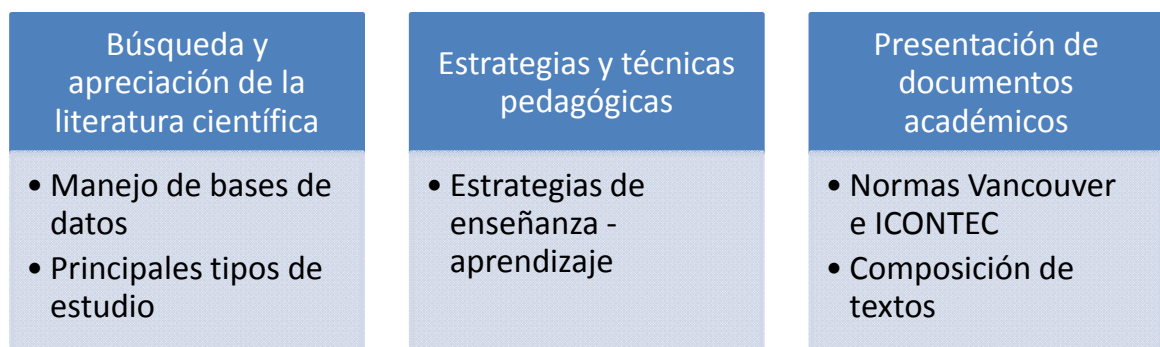 Búsqueda y
apreciación de la
literatura científica
• Manejo de bases de
datos
• Principales tipos de
estudio
Estrategias y técnicas
pedagógicas
• Estrategias de
enseñanza -
aprendizaje
Presentación de
documentos
académicos
• Normas Vancouver
e ICONTEC
• Composición de
textos